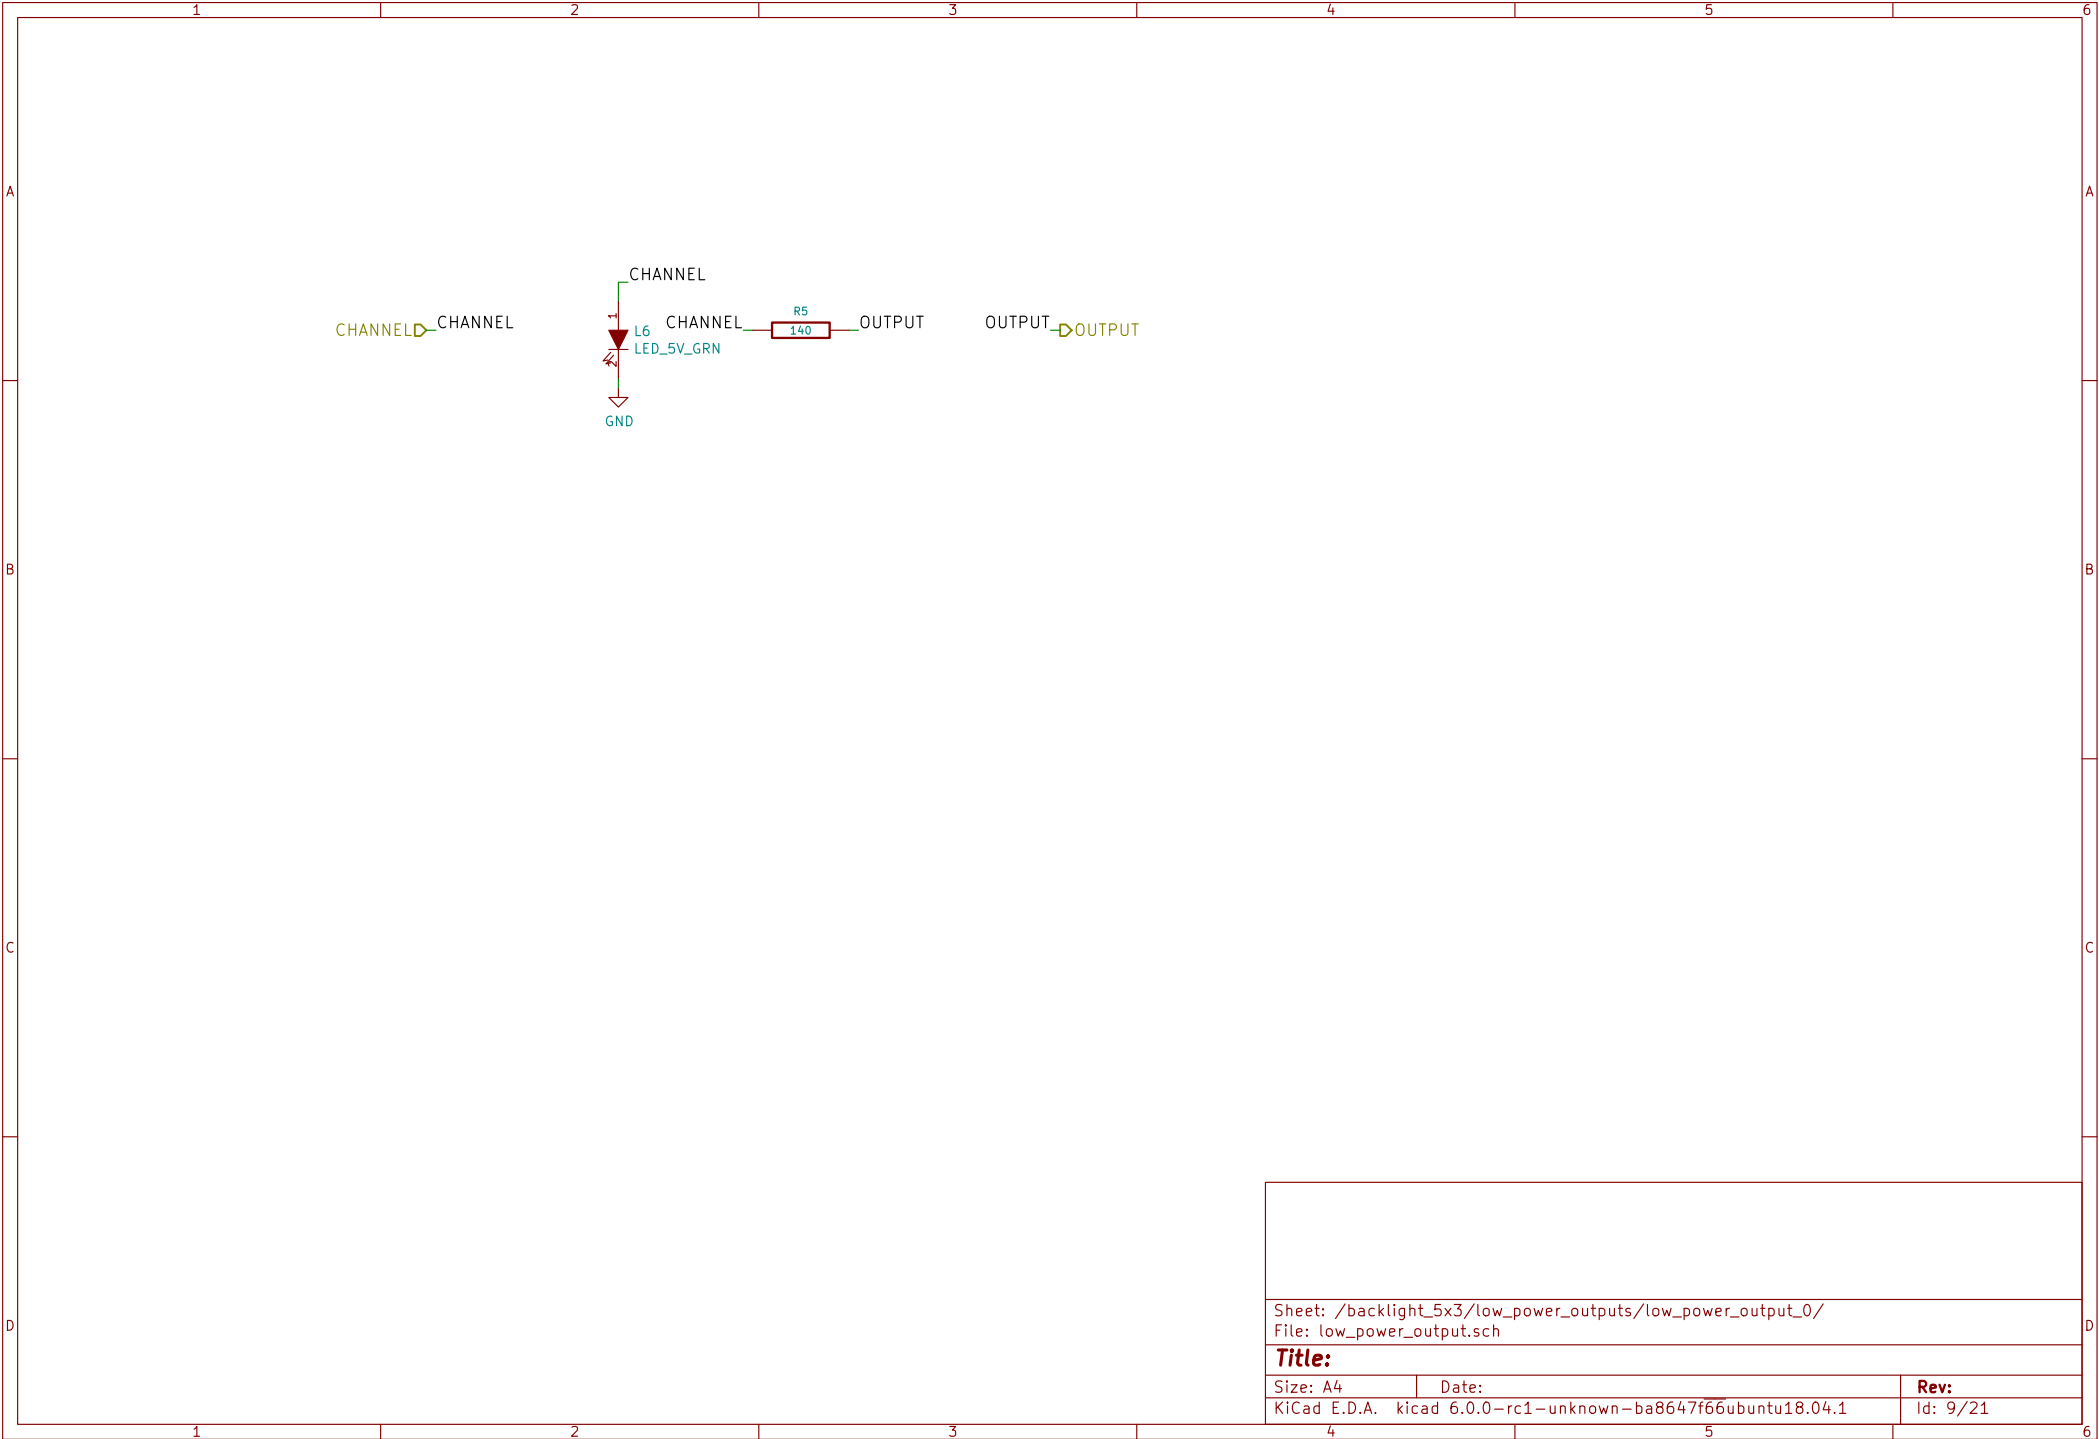 1 2 3 4 5 6
A A
CHANNEL
CHANNEL CHANNEL
1
L6
LED_5V_GRN
2
CHANNEL R5 OUTPUT
140
OUTPUT OUTPUT
GND
B B
C C
D D
Sheet: /backlight_5x3/low_power_outputs/low_power_output_0/
File: low_power_output.sch
Title:
Size: A4 Date: Rev:
KiCad E.D.A. kicad 6.0.0-rc1-unknown-ba8647f66ubuntu18.04.1 Id: 9/21
1 2 3 4 5 6